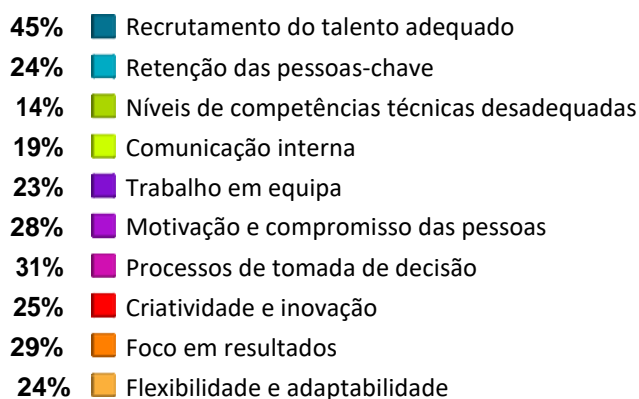 45% Recrutamento do talento adequado
24% Retenção das pessoas-chave
14% Níveis de competências técnicas desadequadas
19% Comunicação interna
23% Trabalho em equipa
28% Motivação e compromisso das pessoas
31% Processos de tomada de decisão
25% Criatividade e inovação
29% Foco em resultados
24% Flexibilidade e adaptabilidade